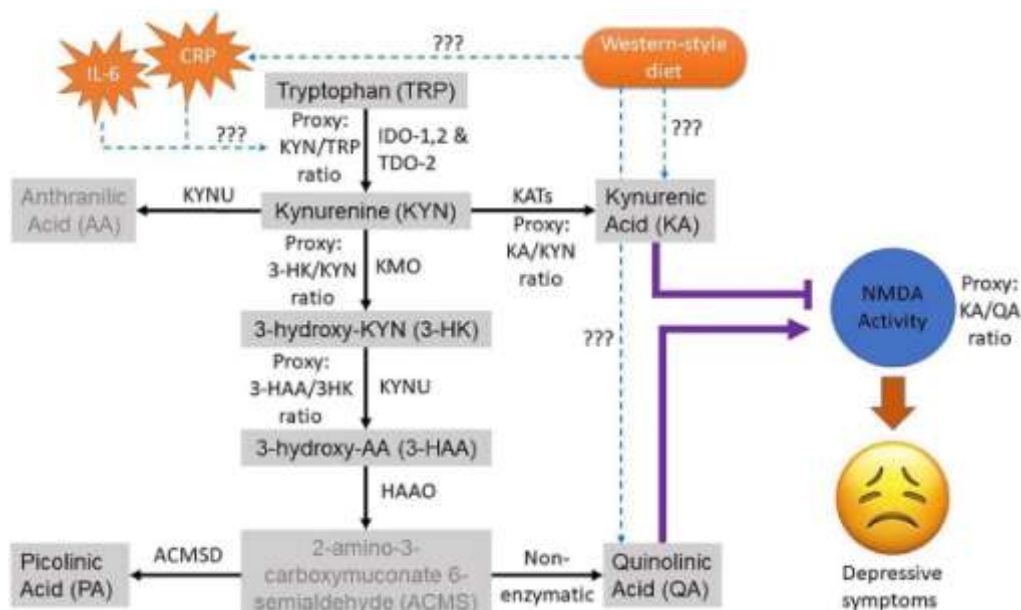 ???
Western-style
diet
IL-6
CRP
Tryptophan (TRP)
???
???
Proxy:
KYN/TRP
ratio
IDO-1,2 &
TDO-2
Anthranilic
Acid (AA)
KYNU
Kynurenine (KYN)
KATs
Kynurenic
Acid (KA)
Proxy:
3-HK/KYN
ratio
KMO
Proxy:
KA/KYN
ratio
NMDA
Activity
Proxy:
KA/QA
ratio
3-hydroxy-KYN (3-HK)
???
Proxy:
3-HAA/3HK
ratio
KYNU
3-hydroxy-AA (3-HAA)
HAAO
Picolinic
Acid (PA)
ACMSD
2-amino-3-
carboxymuconate 6-
semialdehyde (ACMS)
Non-
enzymatic
Quinolinic
Acid (QA)
Depressive
symptoms